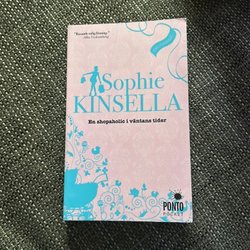 Sophie
KINSELLA
En shopaholic i väntans tider
PONTO
POCKET